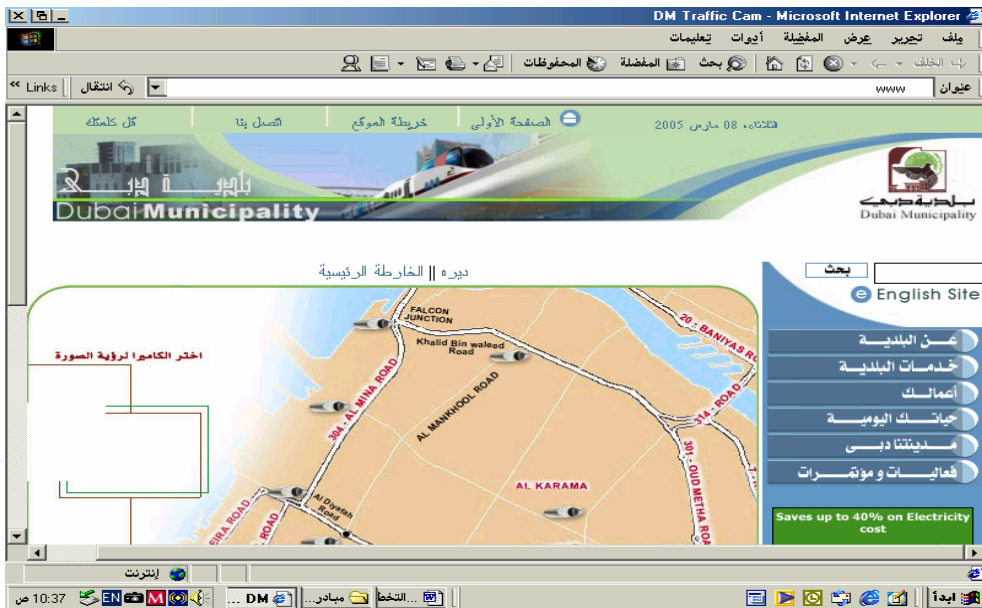 DM Traffic Cam - Microsoft Internet Explorer
ملف تحرير عرض المفضلة أدوات تعليمات
الخلف بحث المفضلة المحفوظات
عنوان www انتقال Links
الثلاثاء، 08 مارس 2005 الصفحة الأولى خريطة الموقع اتصل بنا
Dubai Municipality
بلدية دبي
Dubai Municipality
ديره || الخارطة الرئيسية
بحث
English Site
عن البلدية
خدمات البلدية
أعمالك
حياتك اليومية
مدينتنا دبي
فعاليات و مؤتمرات
Saves up to 40% on Electricity
cost
اختر الكاميرا لرؤية الصورة
FALCON
JUNCTION
Khalid Bin waleed
Road
20 - BANIYAS
304 - AL MINA ROAD
AL MANKHOOL ROAD
314 - ROAD
301 - OUD METHA ROA
AL KARAMA
Al Diyafah
Road
EIRA ROAD
ROAD
إنترنت
ابدأ
التخط...
مبادر...
DM ...
EN
10:37 ص